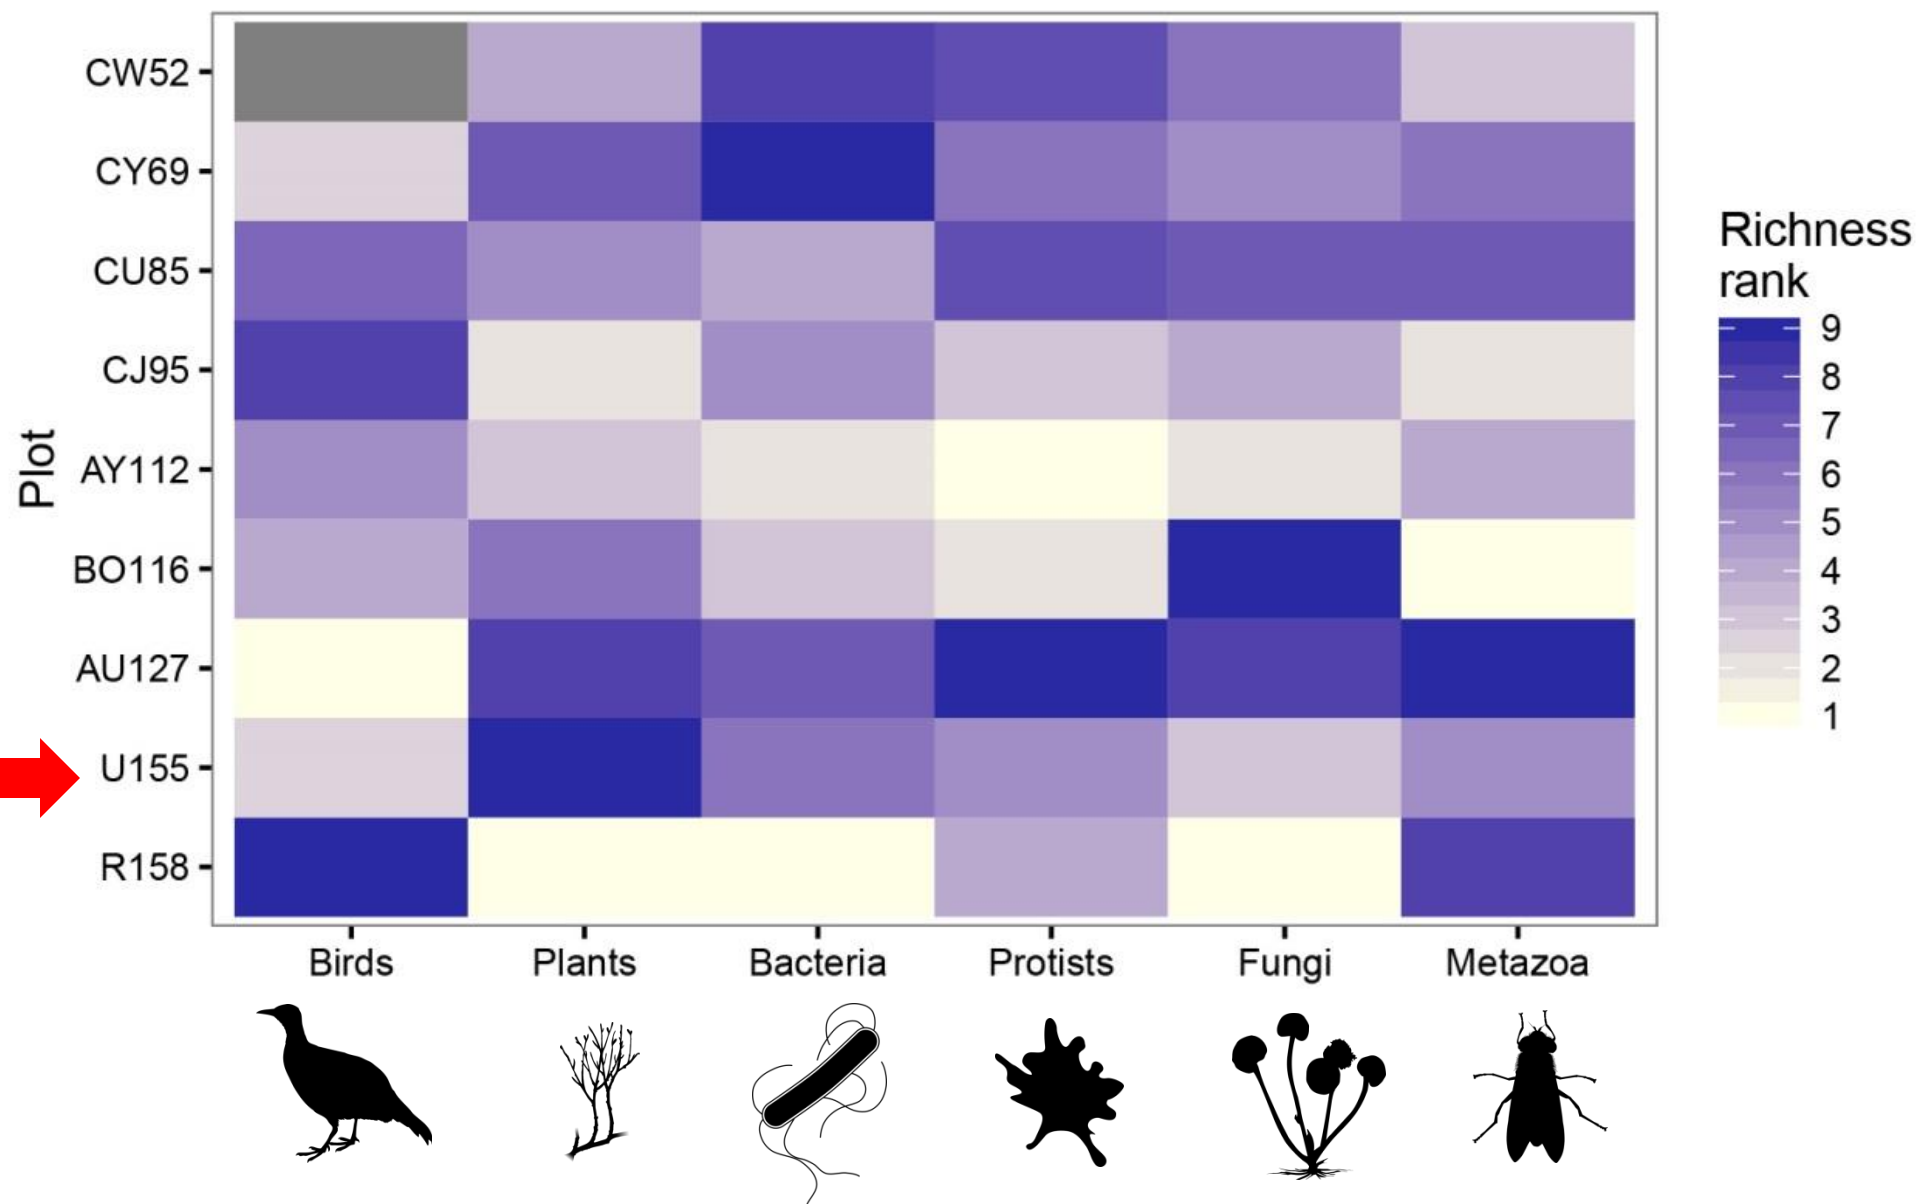 CW52
CY69
CU85
CJ95
AY112
BO116
AU127
U155
R158
Plot
Birds Plants Bacteria Protists Fungi Metazoa
Richness
rank
9
8
7
6
5
4
3
2
1